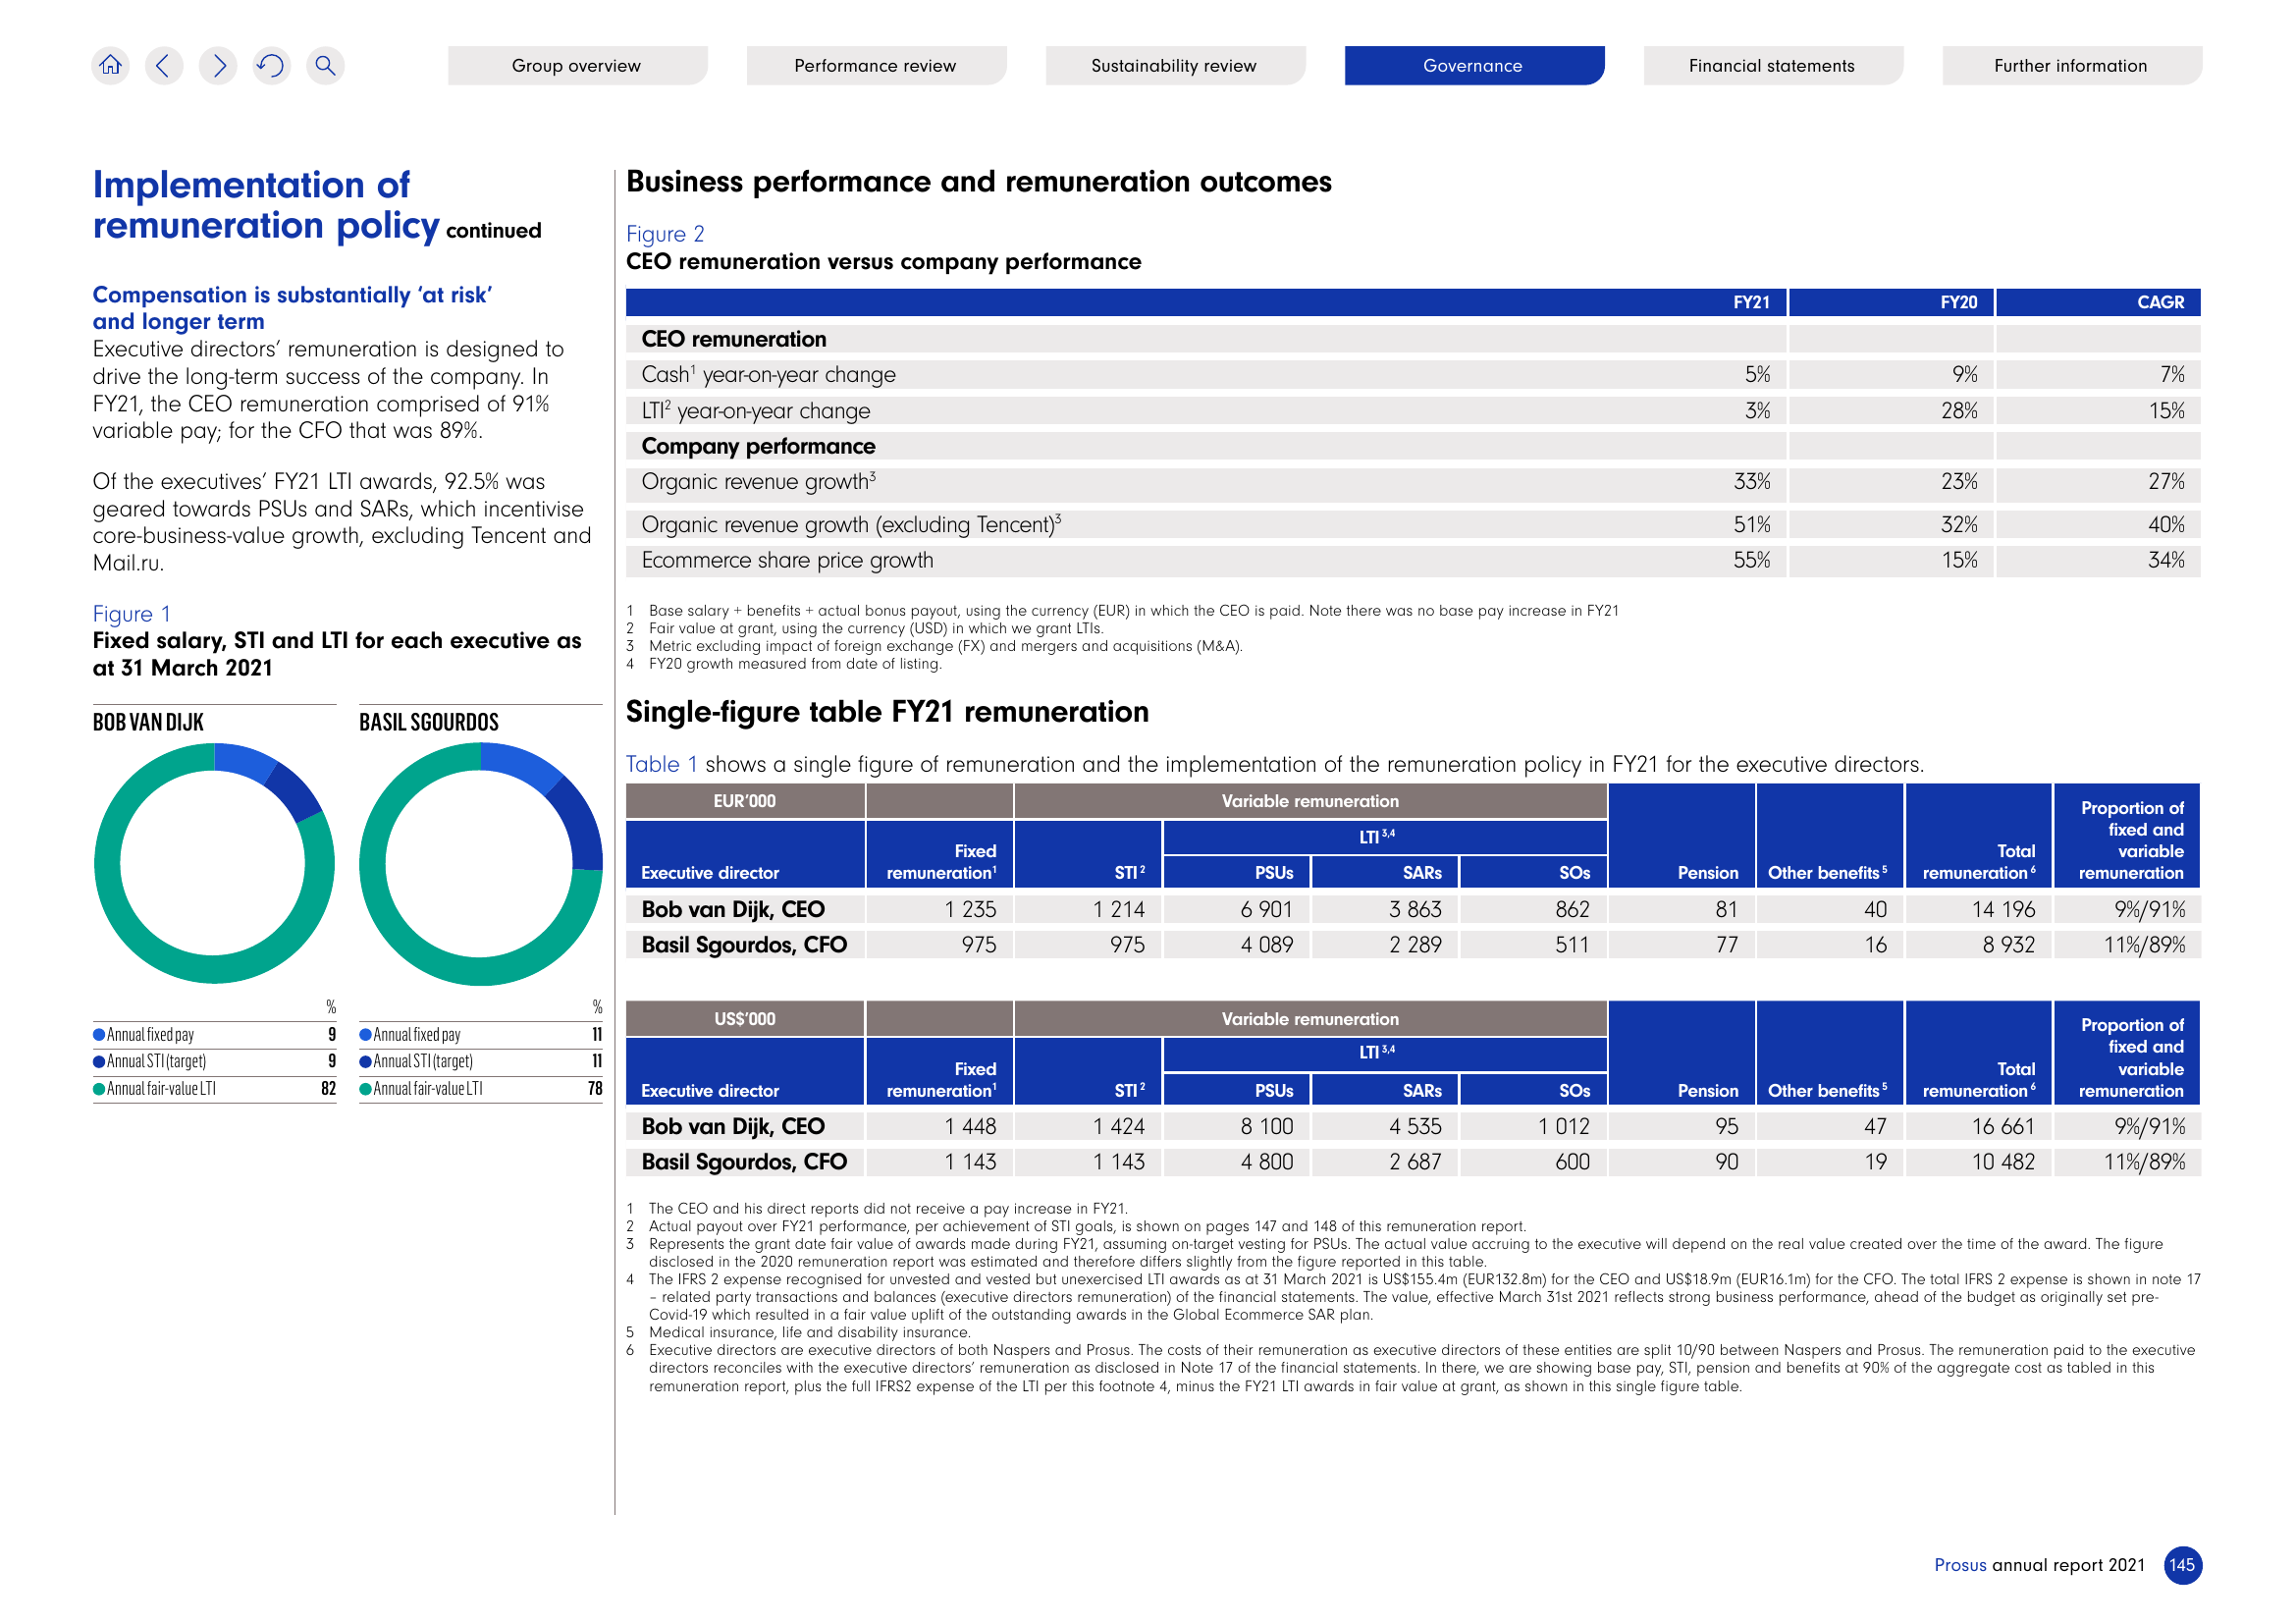 Group overview
Performance review
Sustainability review
Governance
Financial statements
Further information
Implementation of
remuneration policy continued
Compensation is substantially ‘at risk’
and longer term
Executive directors’ remuneration is designed to
drive the long-term success of the company. In
FY21, the CEO remuneration comprised of 91%
variable pay; for the CFO that was 89%.
Of the executives’ FY21 LTI awards, 92.5% was
geared towards PSUs and SARs, which incentivise
core-business-value growth, excluding Tencent and
Mail.ru.
Figure 1
Fixed salary, STI and LTI for each executive as
at 31 March 2021
BOB VAN DIJK
%
Annual fixed pay 9
Annual STI (target) 9
Annual fair-value LTI 82
BASIL SGOURDOS
%
Annual fixed pay 11
Annual STI (target) 11
Annual fair-value LTI 78
Business performance and remuneration outcomes
Figure 2
CEO remuneration versus company performance
FY21 FY20 CAGR
CEO remuneration
Cash1 year-on-year change 5% 9% 7%
LTI2 year-on-year change 3% 28% 15%
Company performance
Organic revenue growth3 33% 23% 27%
Organic revenue growth (excluding Tencent)3 51% 32% 40%
Ecommerce share price growth 55% 15% 34%
1 Base salary + benefits + actual bonus payout, using the currency (EUR) in which the CEO is paid. Note there was no base pay increase in FY21
2 Fair value at grant, using the currency (USD) in which we grant LTIs.
3 Metric excluding impact of foreign exchange (FX) and mergers and acquisitions (M&A).
4 FY20 growth measured from date of listing.
Single-figure table FY21 remuneration
Table 1 shows a single figure of remuneration and the implementation of the remuneration policy in FY21 for the executive directors.
EUR’000 Variable remuneration
Proportion of
fixed and
LTI 3,4
Fixed Total variable
Executive director remuneration1 STI 2 PSUs SARs SOs Pension Other benefits 5 remuneration 6 remuneration
Bob van Dijk, CEO 1 235 1 214 6 901 3 863 862 81 40 14 196 9%/91%
Basil Sgourdos, CFO 975 975 4 089 2 289 511 77 16 8 932 11%/89%
US$’000 Variable remuneration
Proportion of
fixed and
LTI 3,4
Fixed Total variable
Executive director remuneration1 STI 2 PSUs SARs SOs Pension Other benefits 5 remuneration 6 remuneration
Bob van Dijk, CEO 1 448 1 424 8 100 4 535 1 012 95 47 16 661 9%/91%
Basil Sgourdos, CFO 1 143 1 143 4 800 2 687 600 90 19 10 482 11%/89%
1 The CEO and his direct reports did not receive a pay increase in FY21.
2 Actual payout over FY21 performance, per achievement of STI goals, is shown on pages 147 and 148 of this remuneration report.
3 Represents the grant date fair value of awards made during FY21, assuming on-target vesting for PSUs. The actual value accruing to the executive will depend on the real value created over the time of the award. The figure
disclosed in the 2020 remuneration report was estimated and therefore differs slightly from the figure reported in this table.
4 The IFRS 2 expense recognised for unvested and vested but unexercised LTI awards as at 31 March 2021 is US$155.4m (EUR132.8m) for the CEO and US$18.9m (EUR16.1m) for the CFO. The total IFRS 2 expense is shown in note 17
– related party transactions and balances (executive directors remuneration) of the financial statements. The value, effective March 31st 2021 reflects strong business performance, ahead of the budget as originally set pre-
Covid-19 which resulted in a fair value uplift of the outstanding awards in the Global Ecommerce SAR plan.
5 Medical insurance, life and disability insurance.
6 Executive directors are executive directors of both Naspers and Prosus. The costs of their remuneration as executive directors of these entities are split 10/90 between Naspers and Prosus. The remuneration paid to the executive
directors reconciles with the executive directors’ remuneration as disclosed in Note 17 of the financial statements. In there, we are showing base pay, STI, pension and benefits at 90% of the aggregate cost as tabled in this
remuneration report, plus the full IFRS2 expense of the LTI per this footnote 4, minus the FY21 LTI awards in fair value at grant, as shown in this single figure table.
Prosus annual report 2021 145